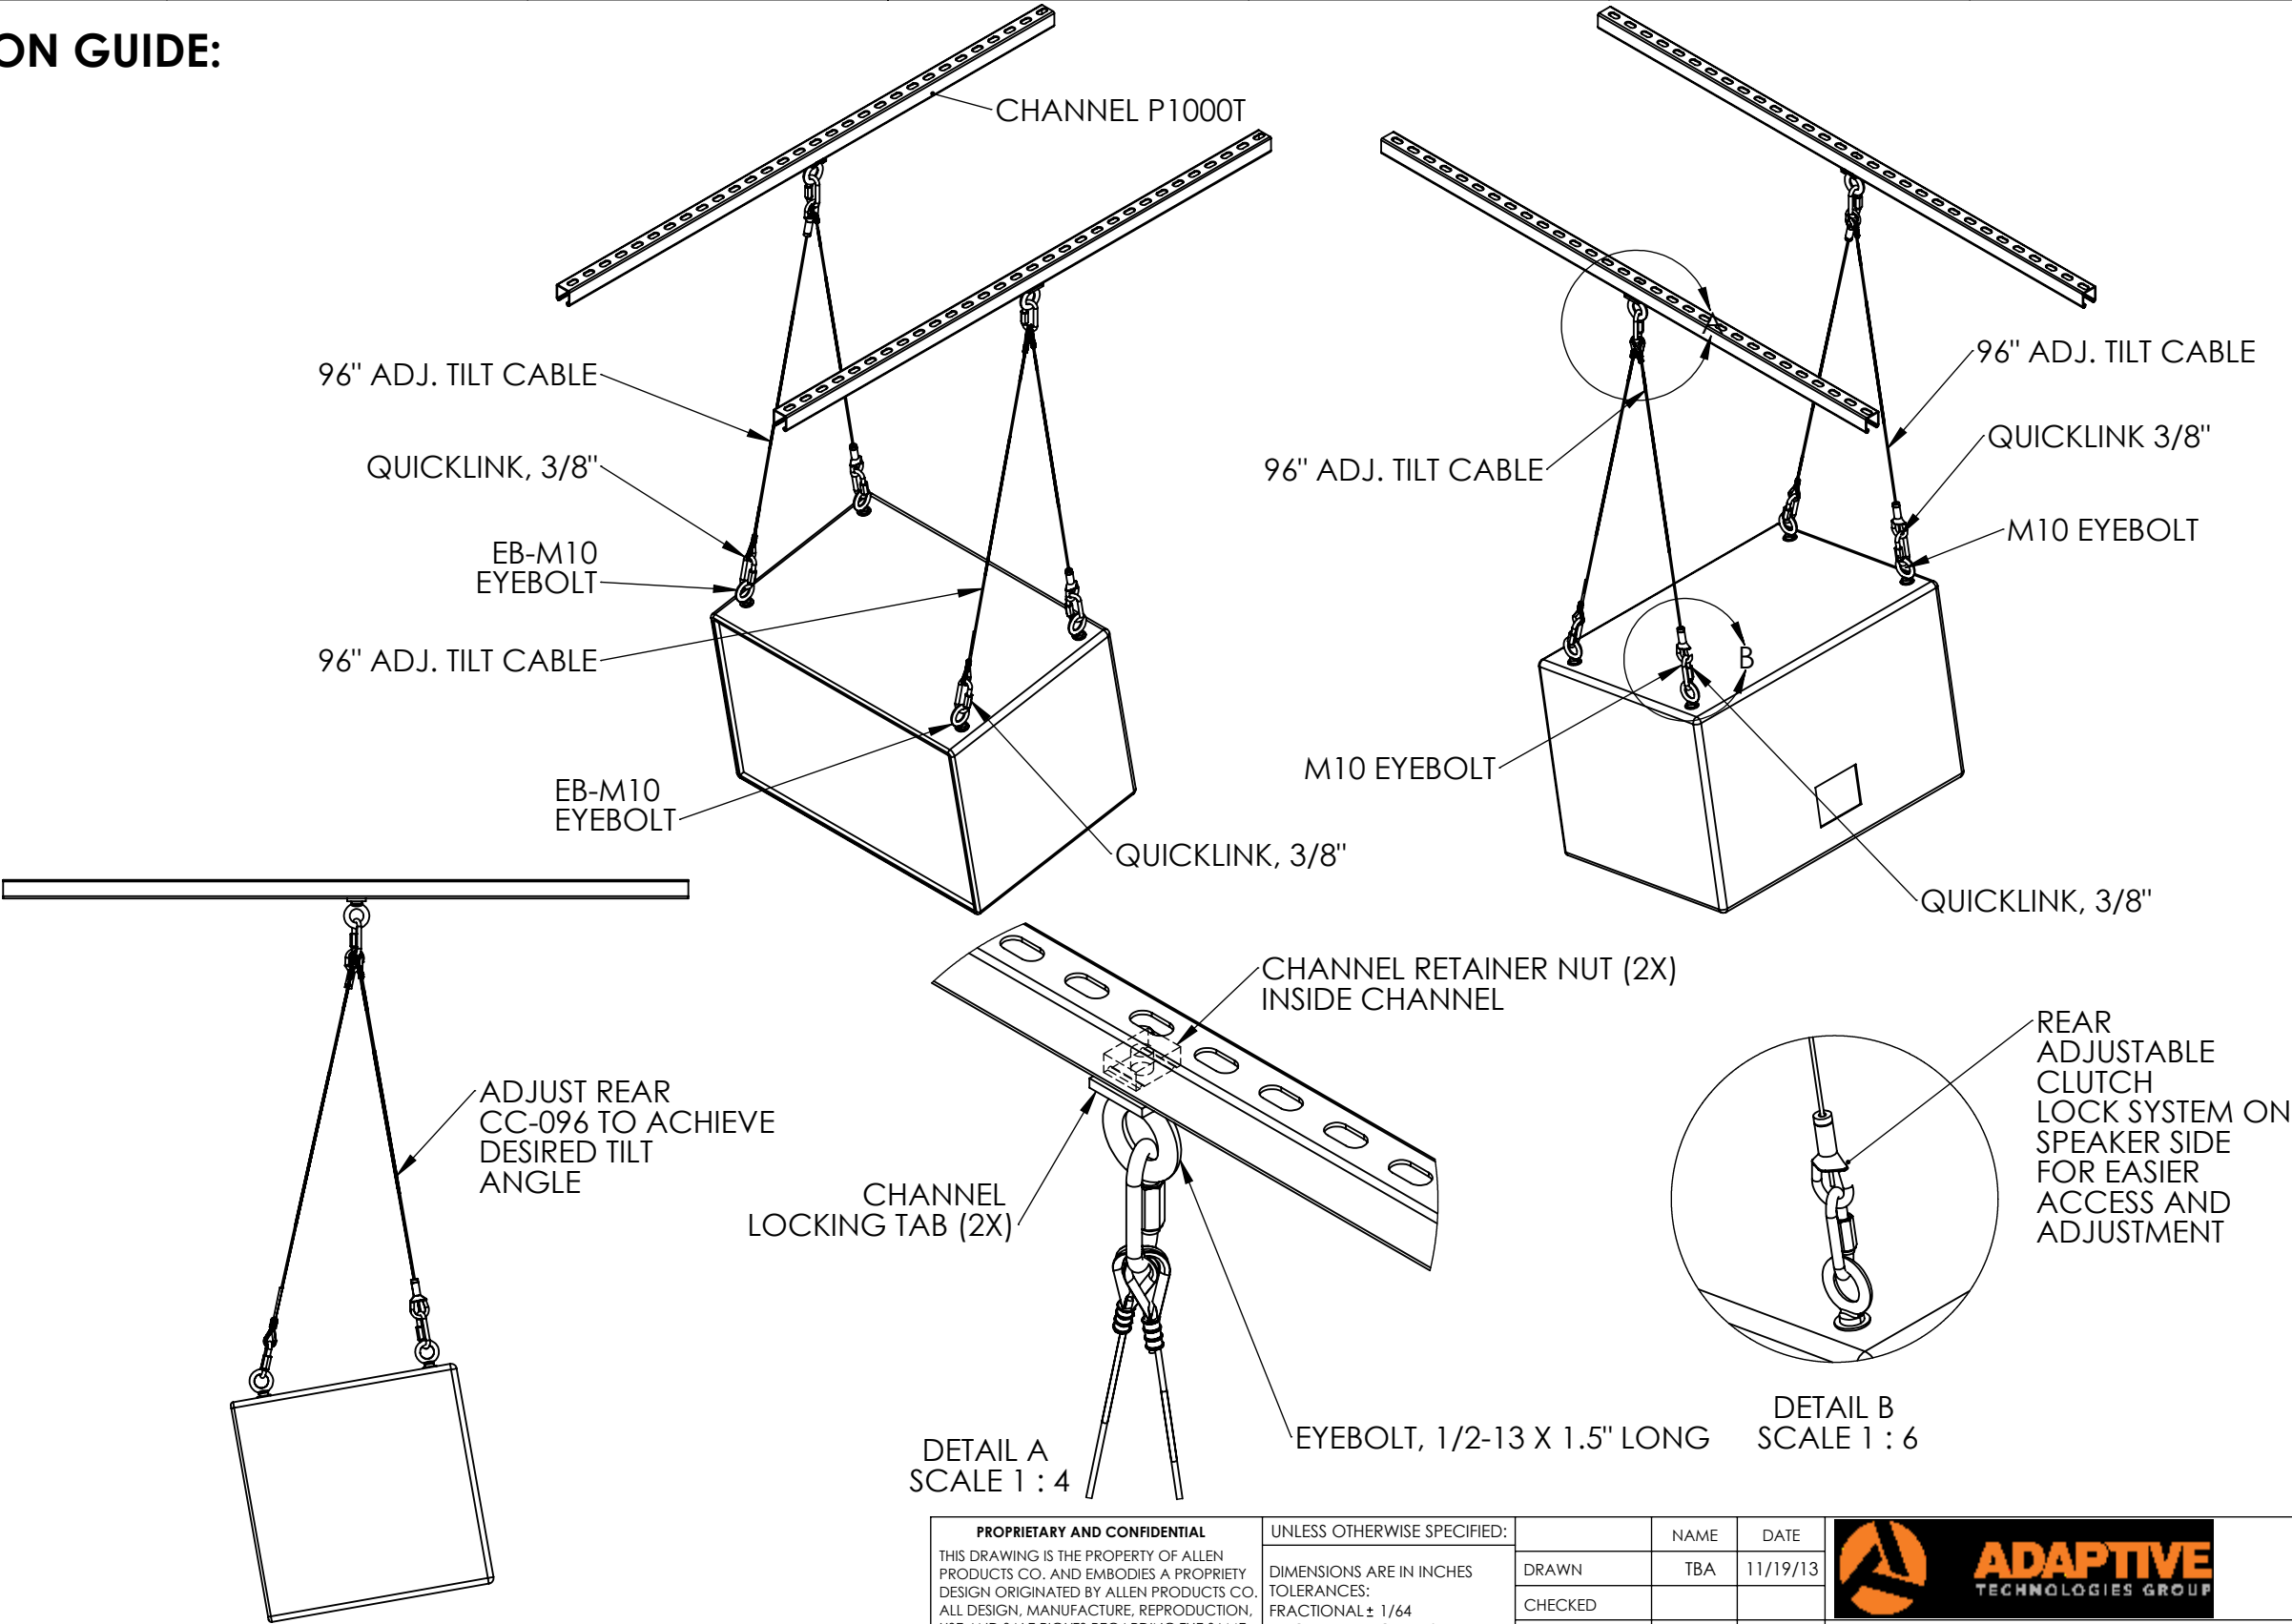 ON GUIDE:
CHANNEL P1000T
96" ADJ. TILT CABLE
QUICKLINK, 3/8"
EB-M10
EYEBOLT
96" ADJ. TILT CABLE
EB-M10
EYEBOLT
QUICKLINK, 3/8"
A
96" ADJ. TILT CABLE
96" ADJ. TILT CABLE
QUICKLINK 3/8"
M10 EYEBOLT
B
M10 EYEBOLT
QUICKLINK, 3/8"
ADJUST REAR
CC-096 TO ACHIEVE
DESIRED TILT
ANGLE
CHANNEL RETAINER NUT (2X)
INSIDE CHANNEL
CHANNEL
LOCKING TAB (2X)
EYEBOLT, 1/2-13 X 1.5" LONG
DETAIL A
SCALE 1 : 4
REAR
ADJUSTABLE
CLUTCH
LOCK SYSTEM ON
SPEAKER SIDE
FOR EASIER
ACCESS AND
ADJUSTMENT
DETAIL B
SCALE 1 : 6
PROPRIETARY AND CONFIDENTIAL
THIS DRAWING IS THE PROPERTY OF ALLEN
PRODUCTS CO. AND EMBODIES A PROPRIETY
DESIGN ORIGINATED BY ALLEN PRODUCTS CO.
ALL DESIGN, MANUFACTURE, REPRODUCTION,
UNLESS OTHERWISE SPECIFIED:
DIMENSIONS ARE IN INCHES
TOLERANCES:
FRACTIONAL± 1/64
NAME DATE
DRAWN TBA 11/19/13
CHECKED
ADAPTIVE
TECHNOLOGIES GROUP